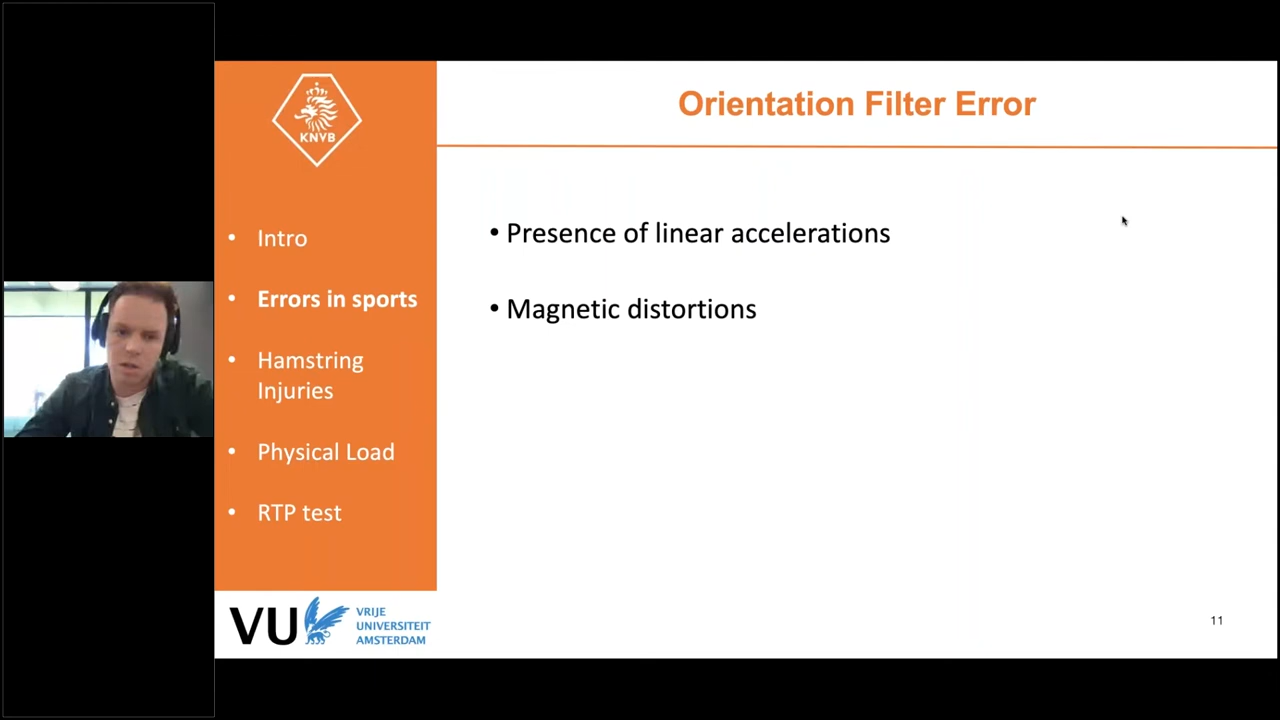 KNVB
Orientation Filter Error
• Intro
• Errors in sports
• Hamstring
Injuries
• Physical Load
• RTP test
• Presence of linear accelerations
• Magnetic distortions
VU
VRIJE
UNIVERSITEIT
AMSTERDAM
11